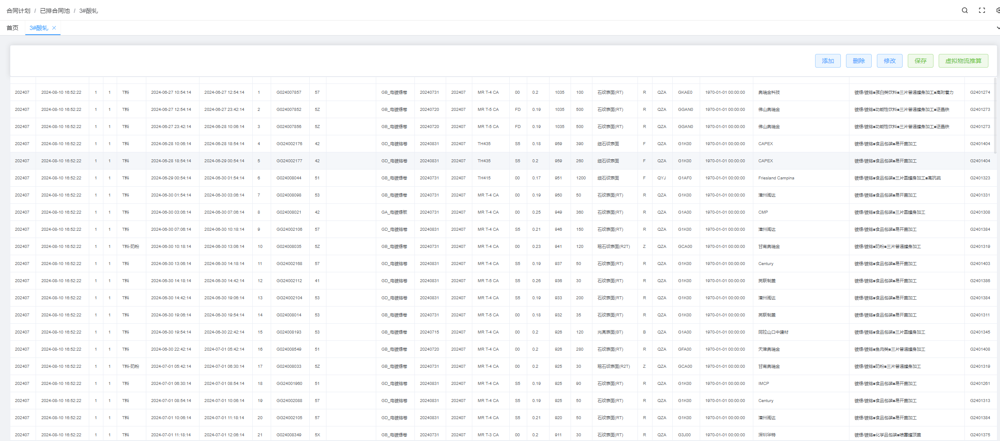 合同计划 / 已排合同池 / 3#酸轧
首页 3#酸轧 ×
添加 删除 修改 保存 虚拟物流推算
202407 2024-08-10 16:52:22 1 1 T料 2024-06-27 10:54:14 2024-06-27 12:54:14 1 G024007857 57 GB_电镀锡卷 20240731 202407 MR T-4 CA 00 0.2 1035 100 石纹表面(RT) R QZA GKAE0 1970-01-01 00:00:00 奥瑞金科技 镀锡/镀铬■蛋白类饮料■三片普通罐身加工■高附着力 G2401274
202407 2024-08-10 16:52:22 1 1 T料 2024-06-27 12:54:14 2024-06-27 23:42:14 2 G024007852 5Z GB_电镀锡卷 20240720 202407 MR T-5 CA FD 0.19 1035 500 石纹表面(RT) R QZA GGAN0 1970-01-01 00:00:00 佛山奥瑞金 镀锡/镀铬■功能性饮料■三片普通罐身加工■逆晶铁 G2401273
202407 2024-08-10 16:52:22 1 1 T料 2024-06-27 23:42:14 2024-06-28 10:06:14 3 G024007856 5Z GB_电镀锡卷 20240720 202407 MR T-5 CA FD 0.19 1035 500 石纹表面(RT) R QZA GGAN0 1970-01-01 00:00:00 佛山奥瑞金 镀锡/镀铬■功能性饮料■三片普通罐身加工■逆晶铁 G2401273
202407 2024-08-10 16:52:22 1 1 T料 2024-06-28 10:06:14 2024-06-28 18:54:14 4 GG24002176 42 GD_电镀铬卷 20240831 202407 TH435 S5 0.18 959 390 细石纹表面 F QZA G1K00 1970-01-01 00:00:00 CAPEX 镀锡/镀铬■食品包装■易开盖加工 G2401404
202407 2024-08-10 16:52:22 1 1 T料 2024-06-28 18:54:14 2024-06-29 00:54:14 5 GG24002177 42 GD_电镀铬卷 20240831 202407 TH435 S5 0.2 959 260 细石纹表面 F QZA G1K00 1970-01-01 00:00:00 CAPEX 镀锡/镀铬■食品包装■易开盖加工 G2401404
202407 2024-08-10 16:52:22 1 1 T料 2024-06-29 00:54:14 2024-06-30 01:54:14 6 G024008044 51 GB_电镀锡卷 20240731 202407 TH415 00 0.17 951 1200 细石纹表面 F QYJ G1AF0 1970-01-01 00:00:00 Friesland Campina 镀锡/镀铬■食品包装■三片圆罐身加工■高抗硫 G2401323
202407 2024-08-10 16:52:22 1 1 T料 2024-06-30 01:54:14 2024-06-30 03:06:14 7 G024008098 53 GB_电镀锡卷 20240731 202407 MR T-4 CA 00 0.19 950 50 石纹表面(RT) R QZA G1K00 1970-01-01 00:00:00 漳州闽达 镀锡/镀铬■食品包装■易开盖加工 G2401331
202407 2024-08-10 16:52:22 1 1 T料 2024-06-30 03:06:14 2024-06-30 07:06:14 8 G024008021 42 GA_电镀锡板 20240731 202407 MR T-4 CA 00 0.25 949 360 石纹表面(RT) R QZA G1A00 1970-01-01 00:00:00 CMP 镀锡/镀铬■食品包装■三片圆罐身加工 G2401308
202407 2024-08-10 16:52:22 1 1 T料 2024-06-30 07:06:14 2024-06-30 10:18:14 9 GG24002106 57 GD_电镀铬卷 20240831 202407 MR T-4 CA S5 0.21 946 150 石纹表面(RT) R QZA G1K00 1970-01-01 00:00:00 漳州闽达 镀锡/镀铬■食品包装■易开盖加工 G2401384
202407 2024-08-10 16:52:22 1 1 T料-奶粉 2024-06-30 10:18:14 2024-06-30 13:06:14 10 G024008035 5Z GB_电镀锡卷 20240731 202407 MR T-4 CA 00 0.23 941 120 粗石纹表面(R2T) Z QZA GCA00 1970-01-01 00:00:00 甘南奥瑞金 镀锡/镀铬■奶粉■三片普通罐身加工 G2401319
202407 2024-08-10 16:52:22 1 1 T料 2024-06-30 13:06:14 2024-06-30 14:18:14 11 GG24002168 57 GD_电镀铬卷 20240831 202407 MR T-4 CA S5 0.19 937 50 石纹表面(RT) R QZA G1K00 1970-01-01 00:00:00 Century 镀锡/镀铬■食品包装■易开盖加工 G2401403
202407 2024-08-10 16:52:22 1 1 T料 2024-06-30 14:18:14 2024-06-30 14:42:14 12 GG24002112 41 GD_电镀铬卷 20240831 202407 MR T-5 CA S5 0.26 936 30 石纹表面(RT) R QZA G1K00 1970-01-01 00:00:00 英联制盖 镀锡/镀铬■食品包装■易开盖加工 G2401386
202407 2024-08-10 16:52:22 1 1 T料 2024-06-30 14:42:14 2024-06-30 19:06:14 13 GG24002104 53 GD_电镀铬卷 20240831 202407 MR T-4 CA S5 0.19 933 200 石纹表面(RT) R QZA G1K00 1970-01-01 00:00:00 漳州闽达 镀锡/镀铬■食品包装■易开盖加工 G2401384
202407 2024-08-10 16:52:22 1 1 T料 2024-06-30 19:06:14 2024-06-30 19:54:14 14 G024008014 53 GB_电镀锡卷 20240731 202407 MR T-5 CA 00 0.18 932 35 石纹表面(RT) R QZA G1K00 1970-01-01 00:00:00 英联制盖 镀锡/镀铬■食品包装■易开盖加工 G2401311
202407 2024-08-10 16:52:22 1 1 T料 2024-06-30 19:54:14 2024-06-30 22:42:14 15 G024008193 53 GB_电镀锡卷 20240715 202407 MR T-4 CA 00 0.2 926 120 光亮表面(BT) B QZA G1A00 1970-01-01 00:00:00 阿拉山口中建材 镀锡/镀铬■食品包装■三片圆罐身加工 G2401345
202407 2024-08-10 16:52:22 1 1 T料 2024-06-30 22:42:14 2024-07-01 05:42:14 16 G024008549 51 GB_电镀锡卷 20240720 202407 MR T-4 CA 00 0.2 926 280 石纹表面(RT) R QZA GFA00 1970-01-01 00:00:00 天津奥瑞金 镀锡/镀铬■鱼肉类■三片普通罐身加工 G2401408
202407 2024-08-10 16:52:22 1 1 T料-奶粉 2024-07-01 05:42:14 2024-07-01 06:30:14 17 G024008033 5Z GB_电镀锡卷 20240731 202407 MR T-4 CA 00 0.2 925 30 粗石纹表面(R2T) Z QZA GCA00 1970-01-01 00:00:00 甘南奥瑞金 镀锡/镀铬■奶粉■三片普通罐身加工 G2401319
202407 2024-08-10 16:52:22 1 1 T料 2024-07-01 06:30:14 2024-07-01 08:54:14 18 GG24001960 51 GD_电镀铬卷 20240831 202407 MR T-4 CA S5 0.19 925 90 石纹表面(RT) R QZA G1K00 1970-01-01 00:00:00 IMCP 镀锡/镀铬■食品包装■易开盖加工 G2401261
202407 2024-08-10 16:52:22 1 1 T料 2024-07-01 08:54:14 2024-07-01 10:06:14 19 GG24002088 57 GD_电镀铬卷 20240831 202407 MR T-4 CA S5 0.19 925 50 石纹表面(RT) R QZA G1K00 1970-01-01 00:00:00 Century 镀锡/镀铬■食品包装■易开盖加工 G2401313
202407 2024-08-10 16:52:22 1 1 T料 2024-07-01 10:06:14 2024-07-01 11:18:14 20 GG24002105 57 GD_电镀铬卷 20240831 202407 MR T-4 CA S5 0.21 920 50 石纹表面(RT) R QZA G1K00 1970-01-01 00:00:00 漳州闽达 镀锡/镀铬■食品包装■易开盖加工 G2401384
202407 2024-08-10 16:52:22 1 1 T料 2024-07-01 11:18:14 2024-07-01 12:06:14 21 G024008349 5X GB_电镀锡卷 20240731 202407 MR T-3 CA 00 0.2 911 30 石纹表面(RT) R QZA G3J00 1970-01-01 00:00:00 深圳华特 镀锡/镀铬■化学品包装■喷雾罐顶盖 G2401375